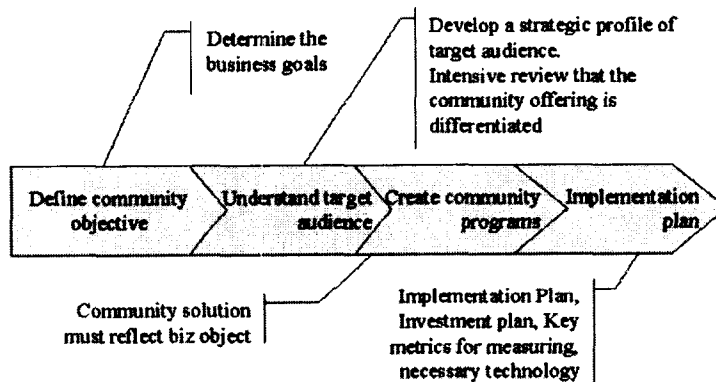 Determine the
business goals
Develop a strategic profile of
target audience.
Intensive review that the
community offering is
differentiated
Define community
objective
Understand target
audience
Create community
programs
Implementation
plan
Community solution
must reflect biz object
Implementation Plan,
Investment plan, Key
metrics for measuring,
necessary technology